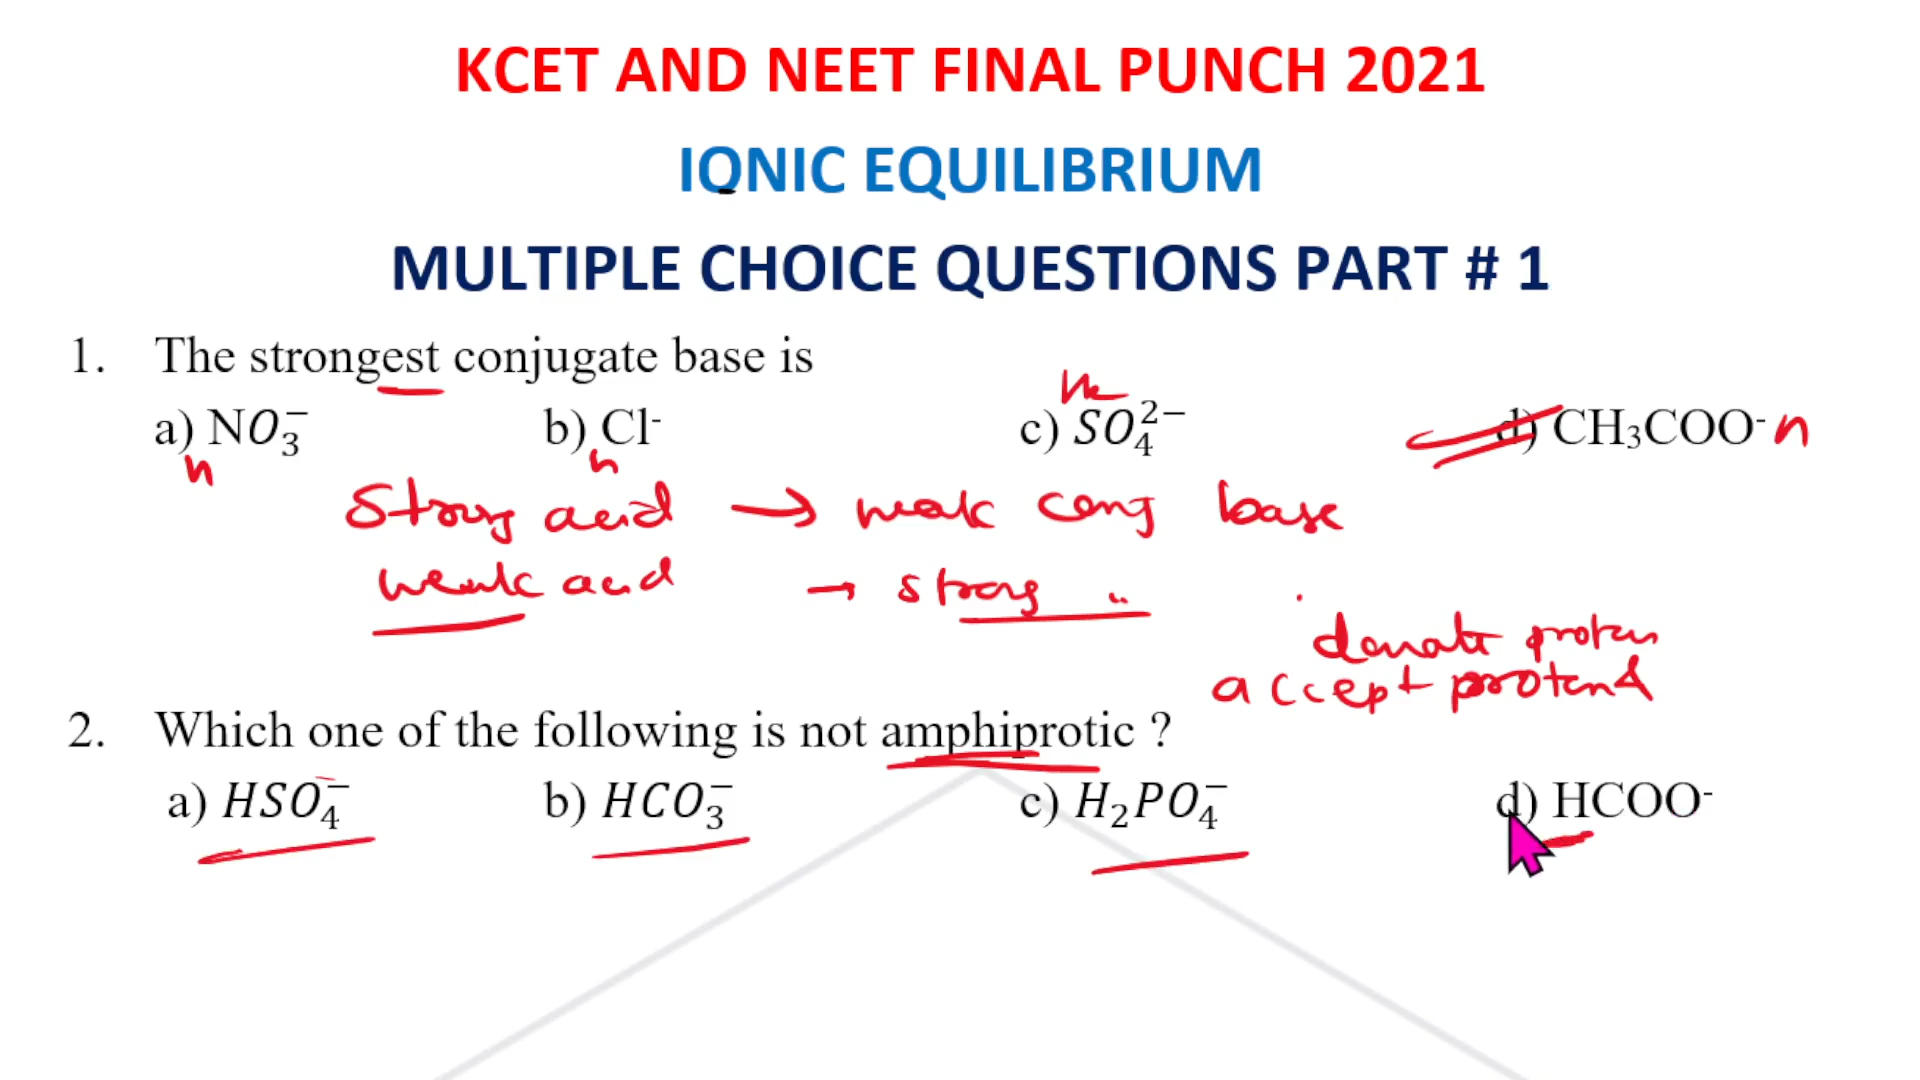 KCET AND NEET FINAL PUNCH 2021
IONIC EQUILIBRIUM
MULTIPLE CHOICE QUESTIONS PART # 1
1. The strongest conjugate base is
a) NO₃⁻ b) Cl⁻ c) SO₄²⁻ d) CH₃COO⁻
Strong acid → weak conj base
weak acid → strong "
donate proton
accept proton
2. Which one of the following is not amphiprotic ?
a) HSO₄⁻ b) HCO₃⁻ c) H₂PO₄⁻ d) HCOO⁻